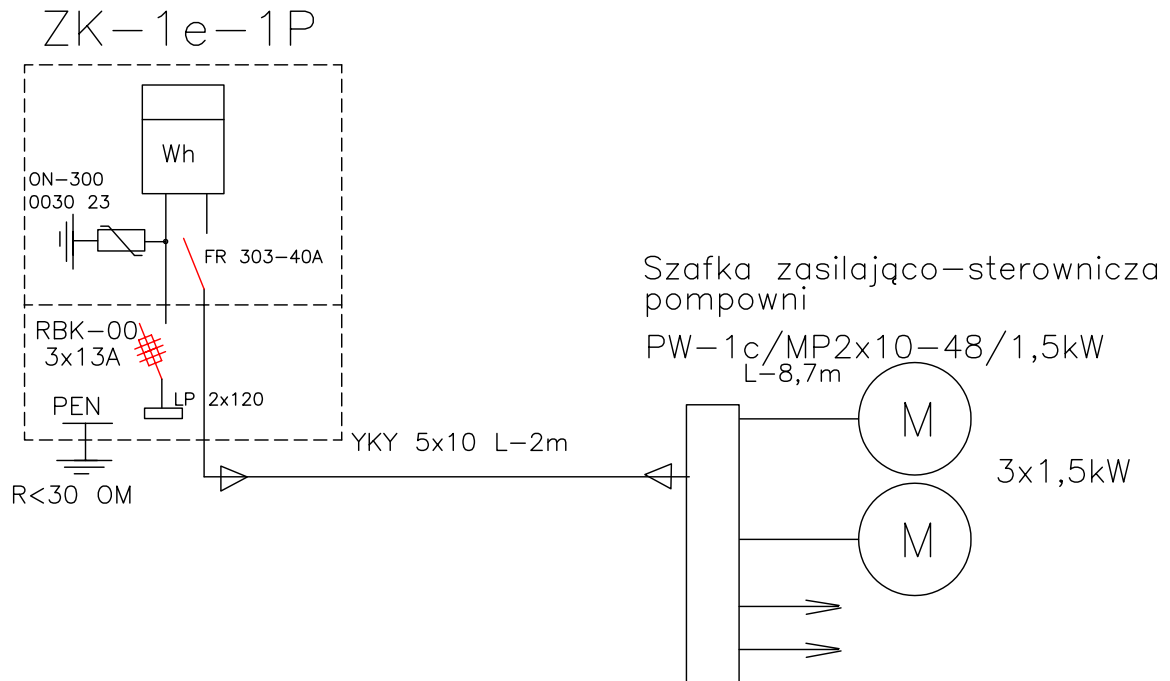 ZK-1e-1P
Wh
ON-300
0030 23
FR 303-40A
RBK-00
3x13A
LP 2x120
PEN
R<30 OM
YKY 5x10 L-2m
Szafka zasilająco-sterownicza
pompowni
PW-1c/MP2x10-48/1,5kW
L-8,7m
M
3x1,5kW
M